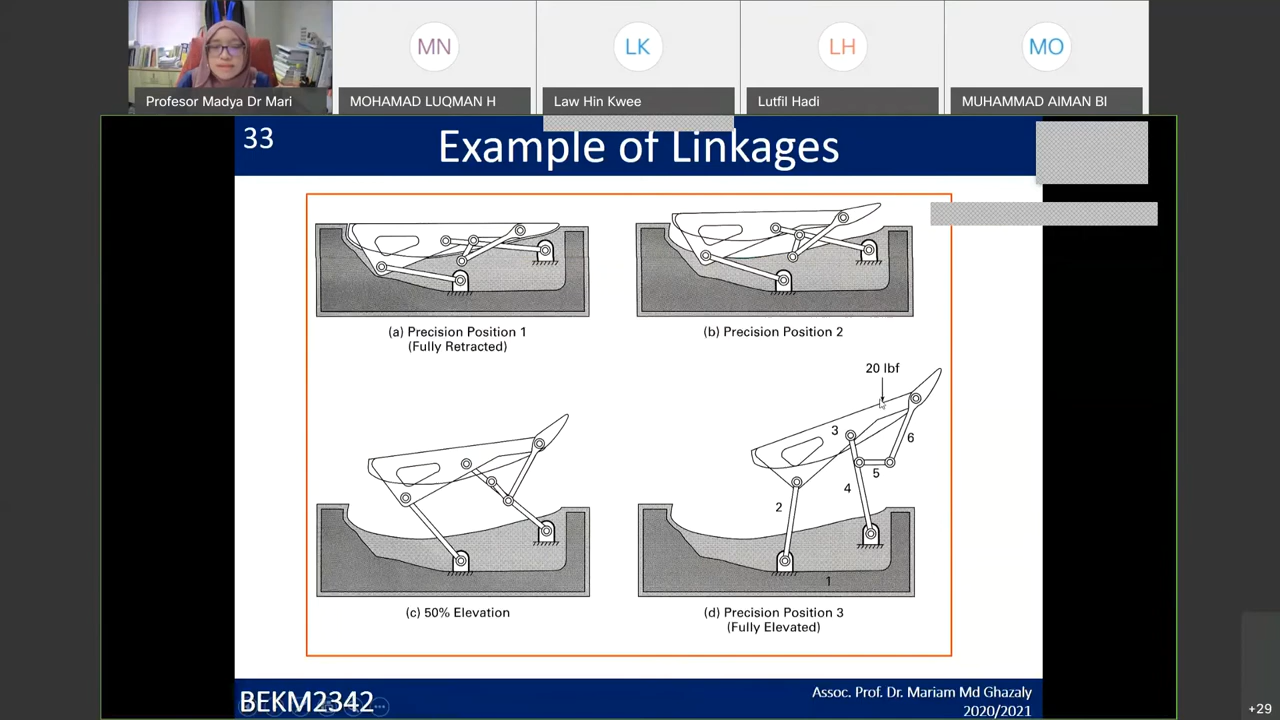 MN
LK
LH
MO
Profesor Madya Dr Mari
MOHAMAD LUQMAN H
Law Hin Kwee
Lutfil Hadi
MUHAMMAD AIMAN BI
33
Example of Linkages
(a) Precision Position 1
(Fully Retracted)
(b) Precision Position 2
20 lbf
3
6
5
4
2
1
(c) 50% Elevation
(d) Precision Position 3
(Fully Elevated)
BEKM2342
Assoc. Prof. Dr. Mariam Md Ghazaly
2020/2021
+29